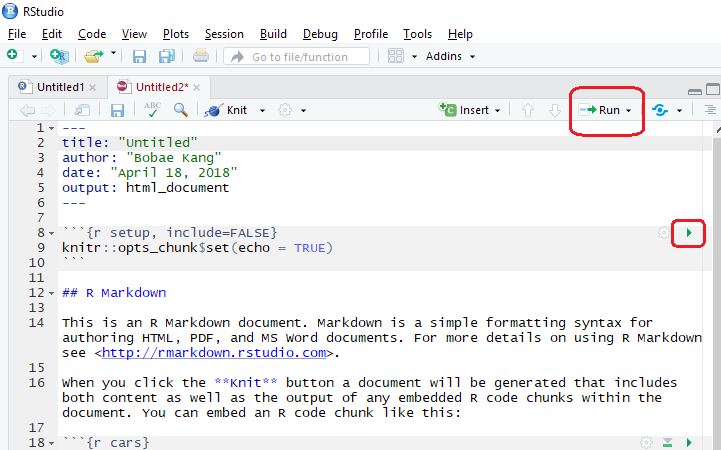 RStudio
File Edit Code View Plots Session Build Debug Profile Tools Help
Go to file/function Addins
Untitled1 Untitled2*
ABC Knit Insert Run
1 ---
2 title: "Untitled"
3 author: "Bobae Kang"
4 date: "April 18, 2018"
5 output: html_document
6 ---
7
8 ```{r setup, include=FALSE}
9 knitr::opts_chunk$set(echo = TRUE)
10 ```
11
12 ## R Markdown
13
14 This is an R Markdown document. Markdown is a simple formatting syntax for
authoring HTML, PDF, and MS Word documents. For more details on using R Markdown
see <http://rmarkdown.rstudio.com>.
15
16 When you click the **Knit** button a document will be generated that includes
both content as well as the output of any embedded R code chunks within the
document. You can embed an R code chunk like this:
17
18 ```{r cars}